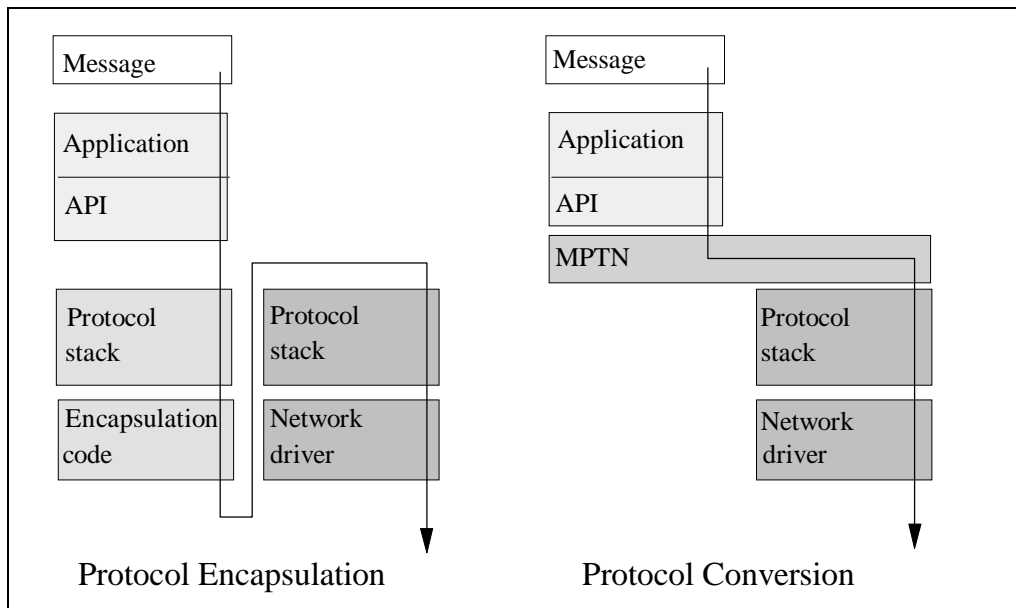 Message
Application
API
Protocol
stack
Encapsulation
code
Protocol
stack
Network
driver
Protocol Encapsulation
Message
Application
API
MPTN
Protocol
stack
Network
driver
Protocol Conversion